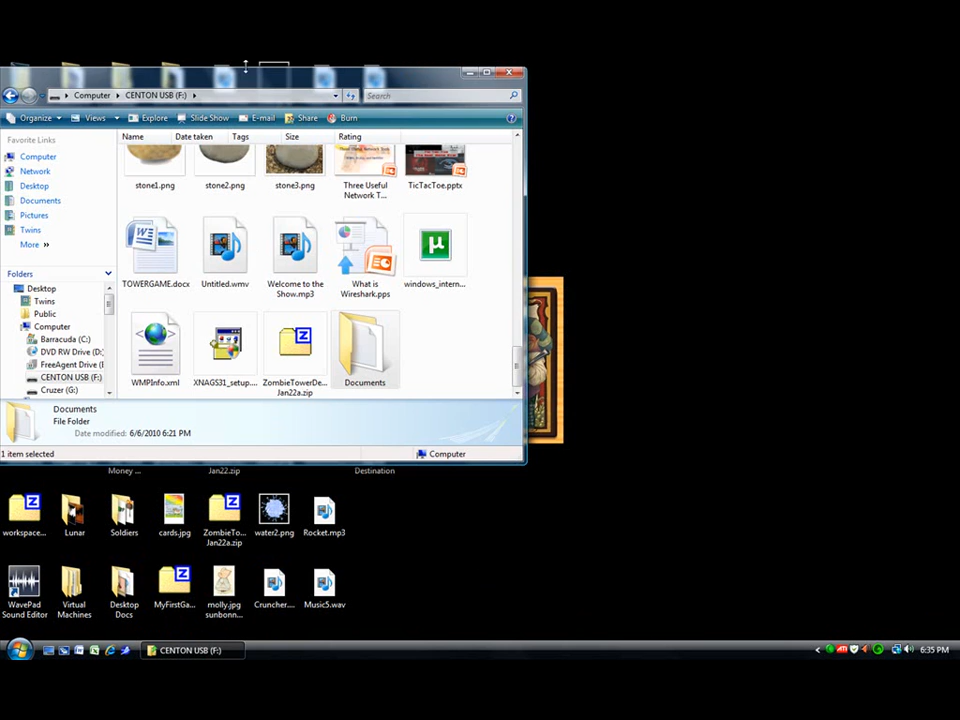 Computer
CENTON USB (F:)
Search
Organize Views Explore Slide Show E-mail Share Burn
Favorite Links
Name Date taken Tags Size Rating
Computer
Network
Desktop
Documents
Pictures
Twins
More »
Folders
Desktop
Twins
Public
Computer
Barracuda (C:)
DVD RW Drive (D:
FreeAgent Drive (E
CENTON USB (F:)
Cruzer (G:)
stone1.png stone2.png stone3.png Three Useful TicTacToe.pptx
Network T...
TOWERGAME.docx Untitled.wmv Welcome to the What is windows_intern...
Show.mp3 Wireshark.pps
WMPInfo.xml XNAGS31_setup.... ZombieTowerDe... Documents
Jan22a.zip
Documents
File Folder
Date modified: 6/6/2010 6:21 PM
1 item selected
Computer
Money ... Jan22.zip Destination
workspace... Lunar Soldiers cards.jpg ZombieTo... water2.png Rocket.mp3
Jan22a.zip
WavePad Virtual Desktop MyFirstGa... molly.jpg Cruncher.... Music5.wav
Sound Editor Machines Docs sunbonn...
CENTON USB (F:)
6:35 PM